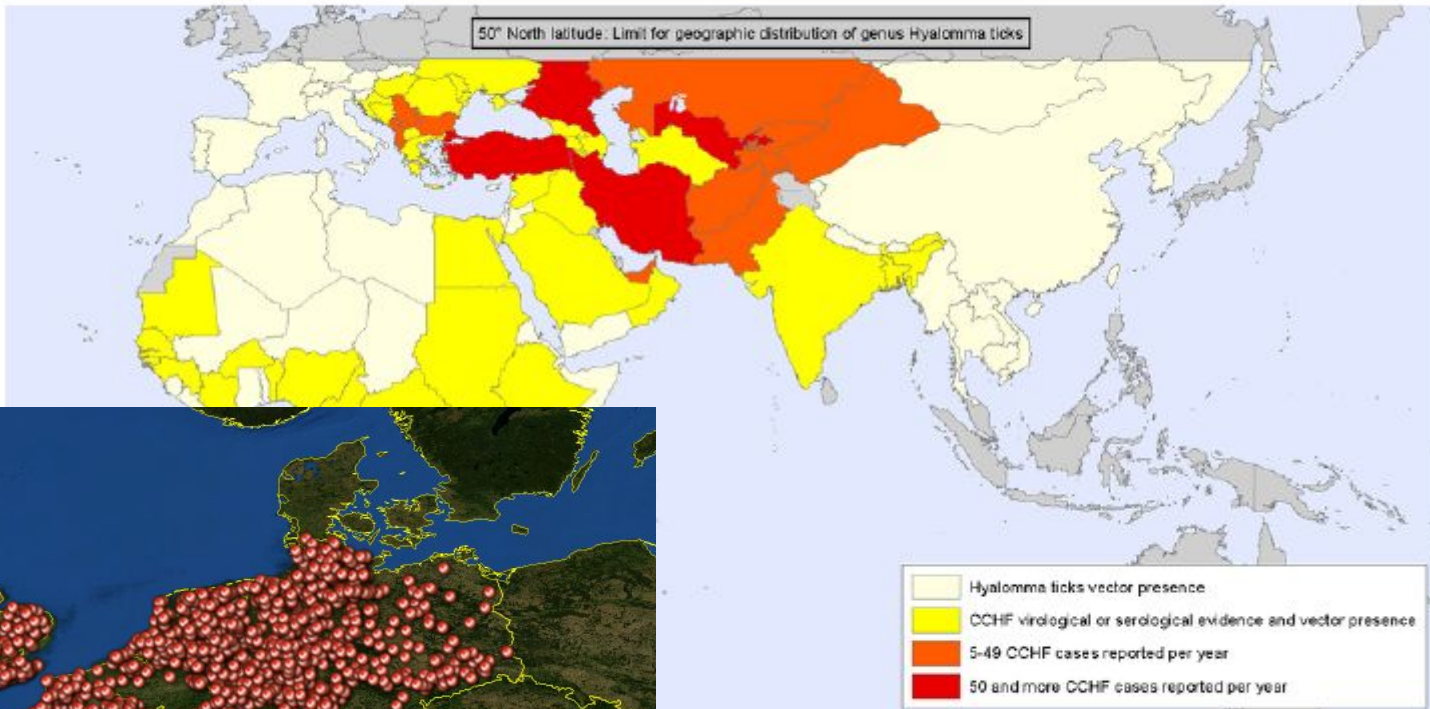 50° North latitude: Limit for geographic distribution of genus Hyalomma ticks
Hyalomma ticks vector presence
CCHF virological or serological evidence and vector presence
5-49 CCHF cases reported per year
50 and more CCHF cases reported per year